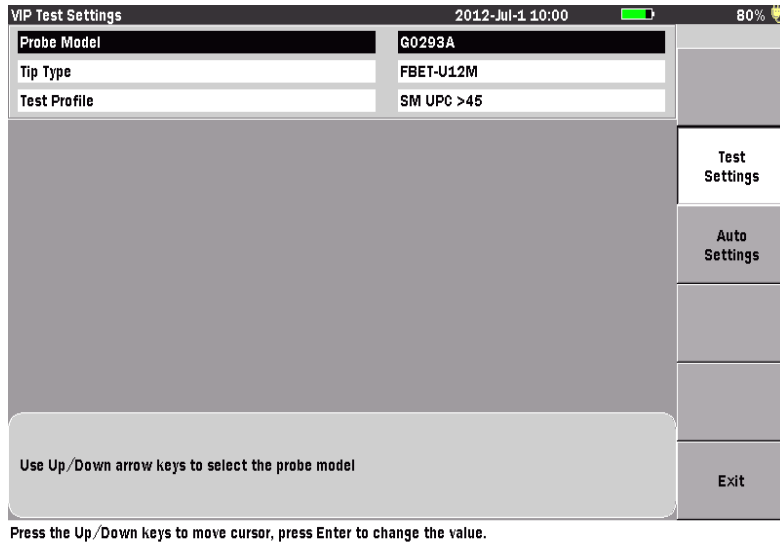 VIP Test Settings 2012-Jul-1 10:00 80%
Probe Model G0293A
Tip Type FBET-U12M
Test Profile SM UPC >45
Test
Settings
Auto
Settings
Use Up/Down arrow keys to select the probe model
Exit
Press the Up/Down keys to move cursor, press Enter to change the value.